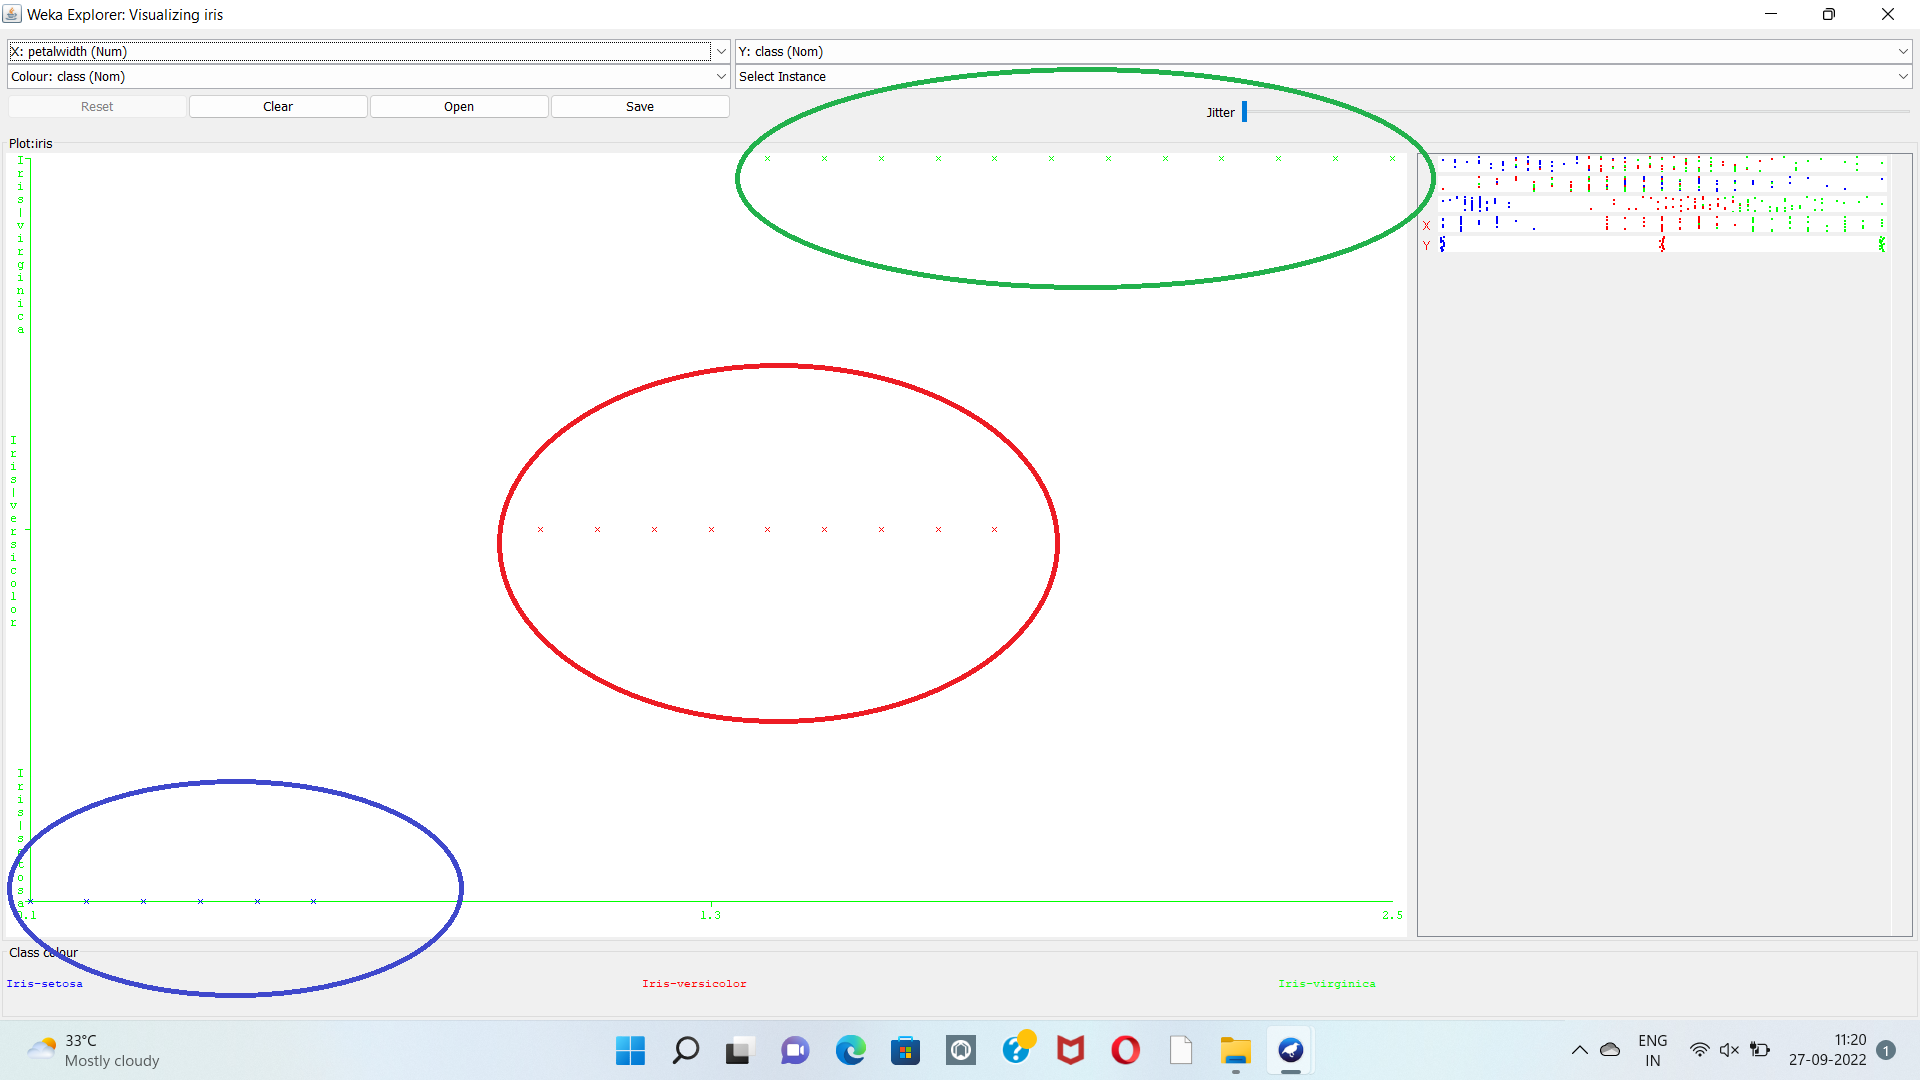 Weka Explorer: Visualizing iris
X: petalwidth (Num)
Y: class (Nom)
Colour: class (Nom)
Select Instance
Reset
Clear
Open
Save
Jitter
Plot:iris
Iris-virginica
Iris-versicolor
Iris-setosa
X
Y
0.1
1.3
2.5
Class colour
Iris-setosa
Iris-versicolor
Iris-virginica
33°C
Mostly cloudy
ENG
IN
11:20
27-09-2022
1